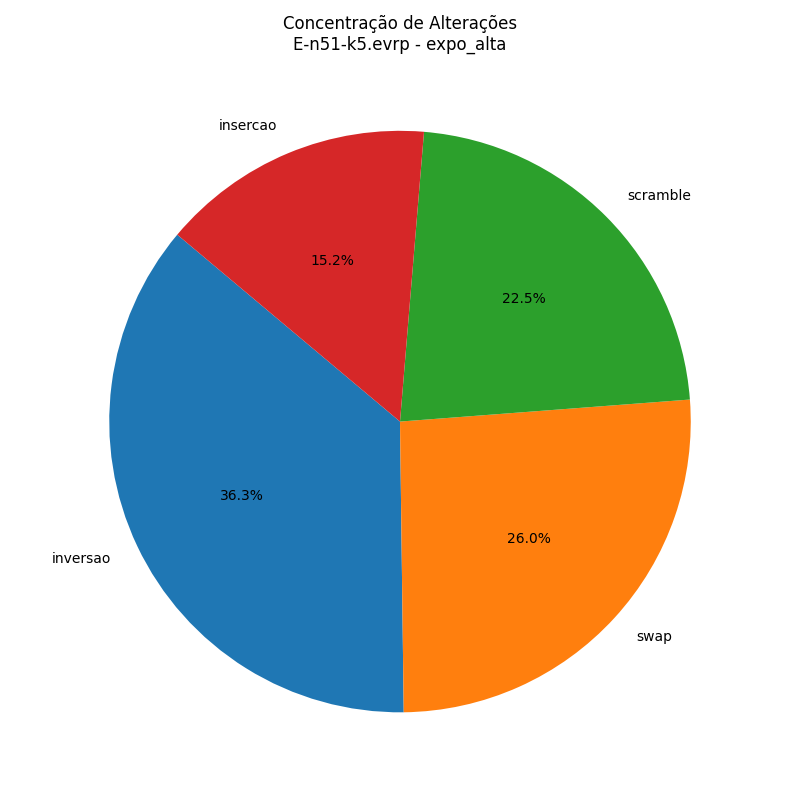 Concentração de Alterações
E-n51-k5.evrp - expo_alta
insercao
scramble
15.2%
22.5%
36.3%
26.0%
inversao
swap